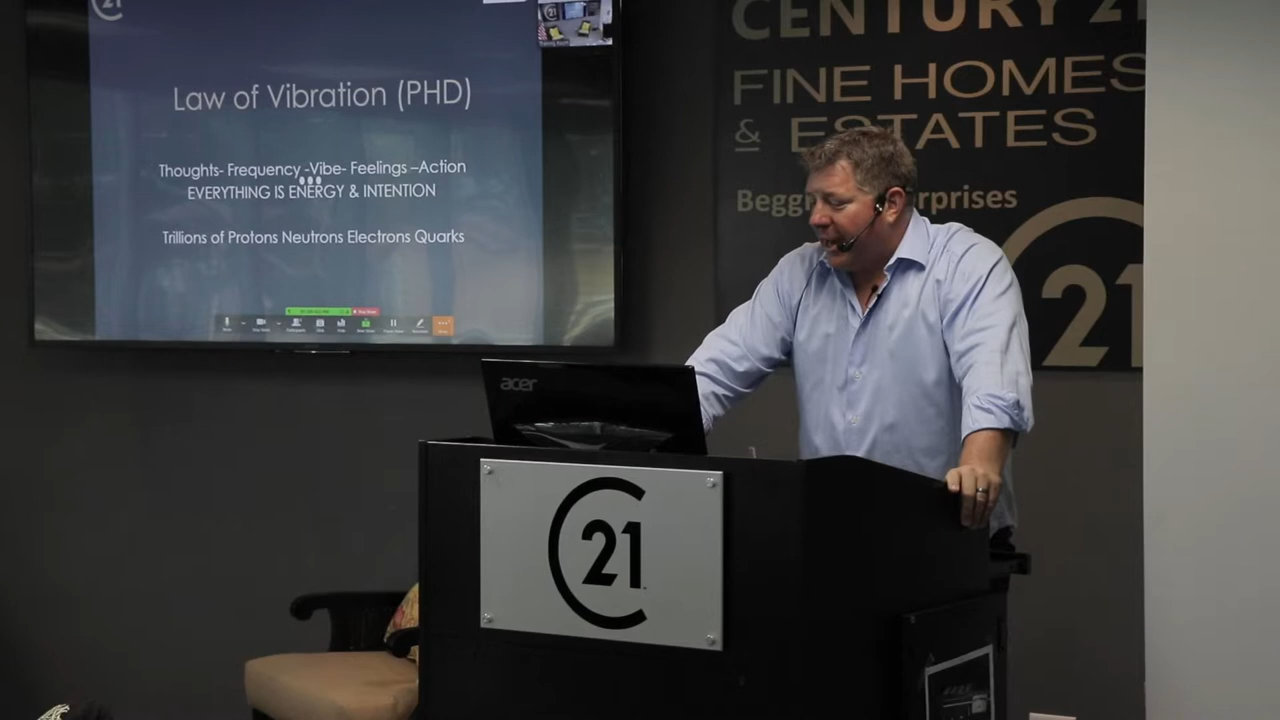 21
Law of Vibration (PHD)
Thoughts- Frequency -Vibe- Feelings –Action
EVERYTHING IS ENERGY & INTENTION
Trillions of Protons Neutrons Electrons Quarks
CENTURY 21
FINE HOMES
& ESTATES
21
acer
21